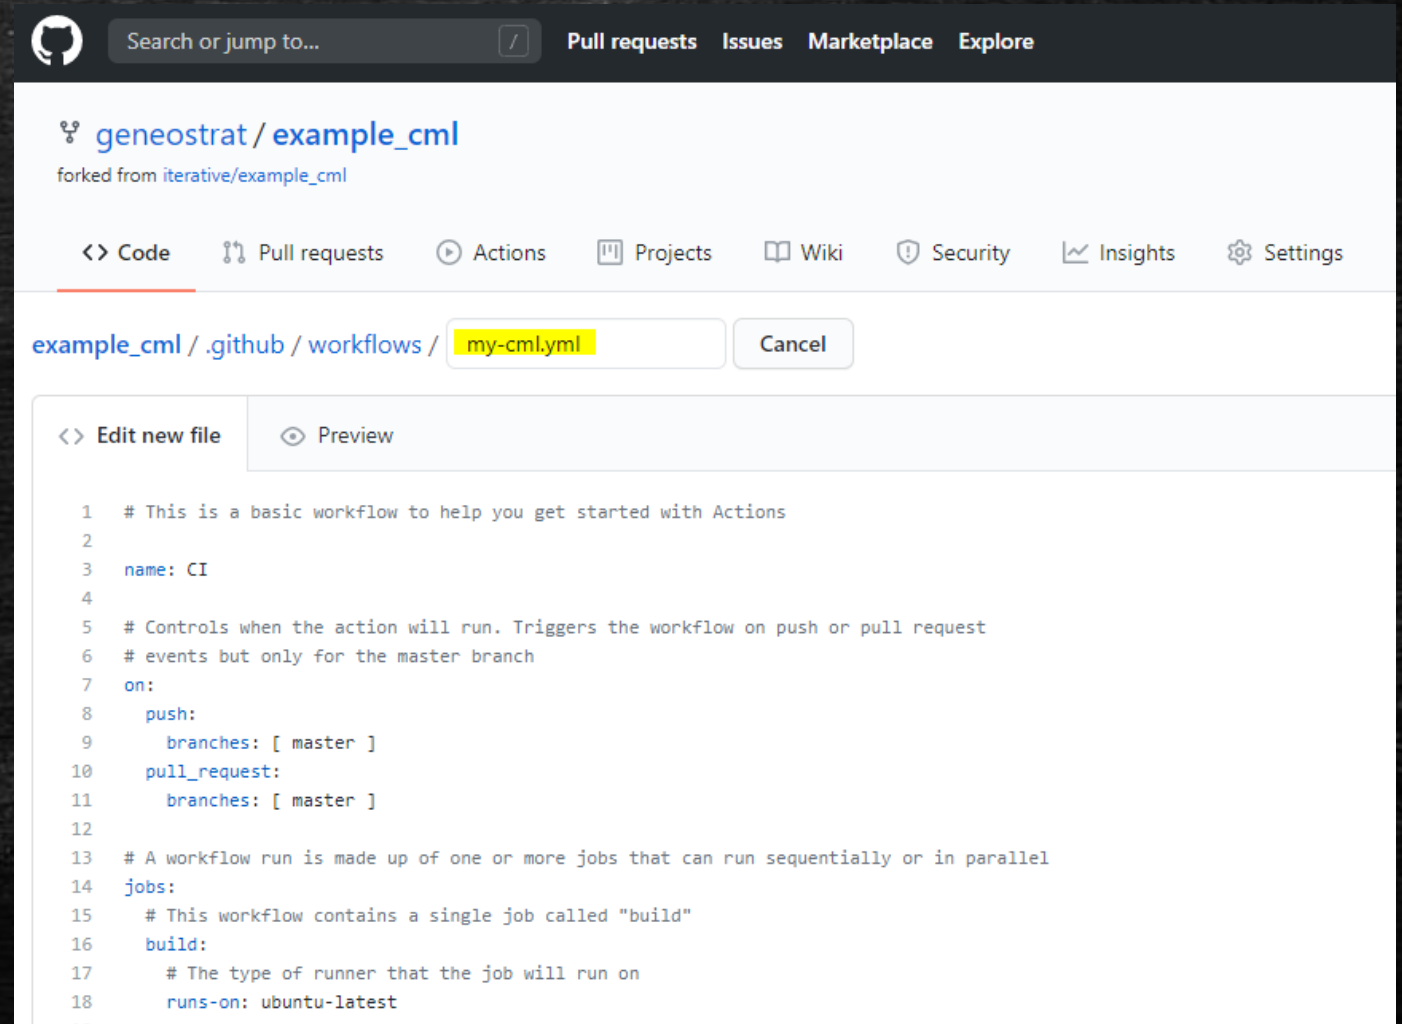 Search or jump to... /
Pull requests Issues Marketplace Explore
geneostrat / example_cml
forked from iterative/example_cml
Code Pull requests Actions Projects Wiki Security Insights Settings
example_cml / .github / workflows / my-cml.yml Cancel
<> Edit new file Preview
1 # This is a basic workflow to help you get started with Actions
2
3 name: CI
4
5 # Controls when the action will run. Triggers the workflow on push or pull request
6 # events but only for the master branch
7 on:
8 push:
9 branches: [ master ]
10 pull_request:
11 branches: [ master ]
12
13 # A workflow run is made up of one or more jobs that can run sequentially or in parallel
14 jobs:
15 # This workflow contains a single job called "build"
16 build:
17 # The type of runner that the job will run on
18 runs-on: ubuntu-latest